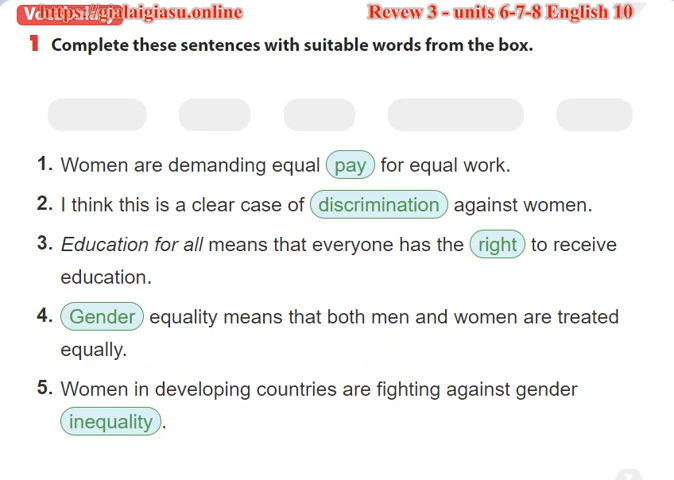 https://giaibaigiasu.online
Revew 3 - units 6-7-8 English 10
1 Complete these sentences with suitable words from the box.
1. Women are demanding equal pay for equal work.
2. I think this is a clear case of discrimination against women.
3. Education for all means that everyone has the right to receive
education.
4. Gender equality means that both men and women are treated
equally.
5. Women in developing countries are fighting against gender
inequality.